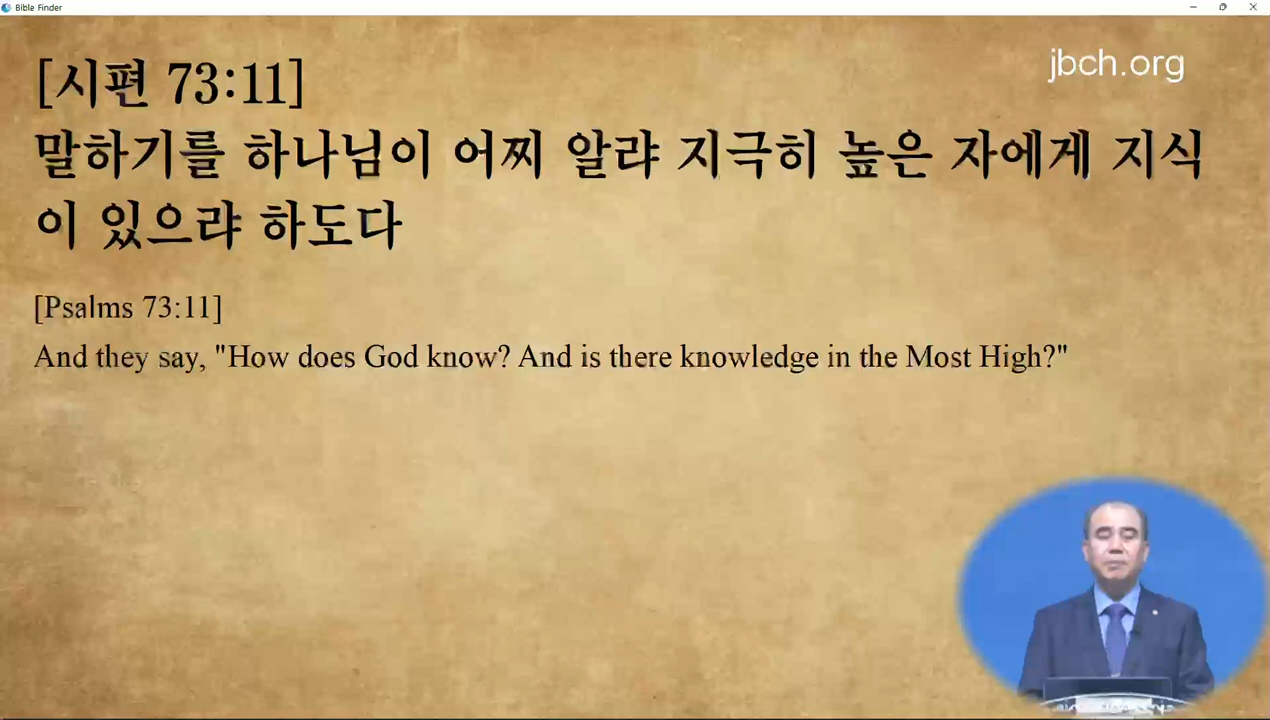 Bible Finder
jbch.org
[시편 73:11]
말하기를 하나님이 어찌 알랴 지극히 높은 자에게 지식
이 있으랴 하도다
[Psalms 73:11]
And they say, "How does God know? And is there knowledge in the Most High?"